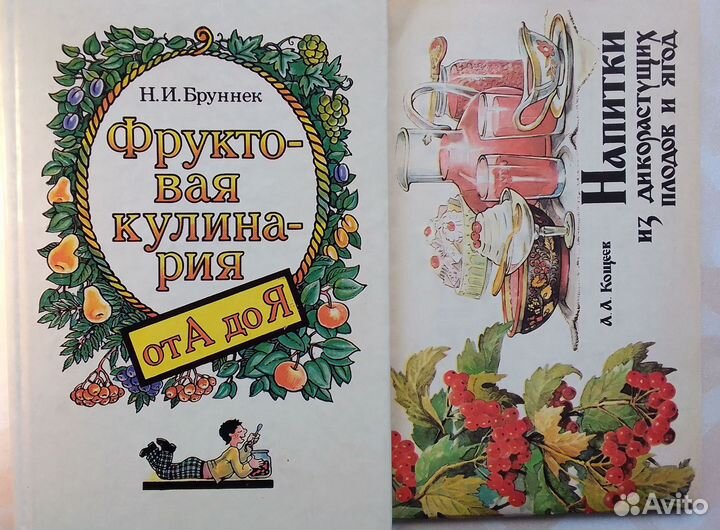 Н.И.Бруннек
Фрукто-
вая
кулина-
рия
от А до Я
А. А. Кощеев
Напитки
из дикорастущих
плодов и ягод
Avito